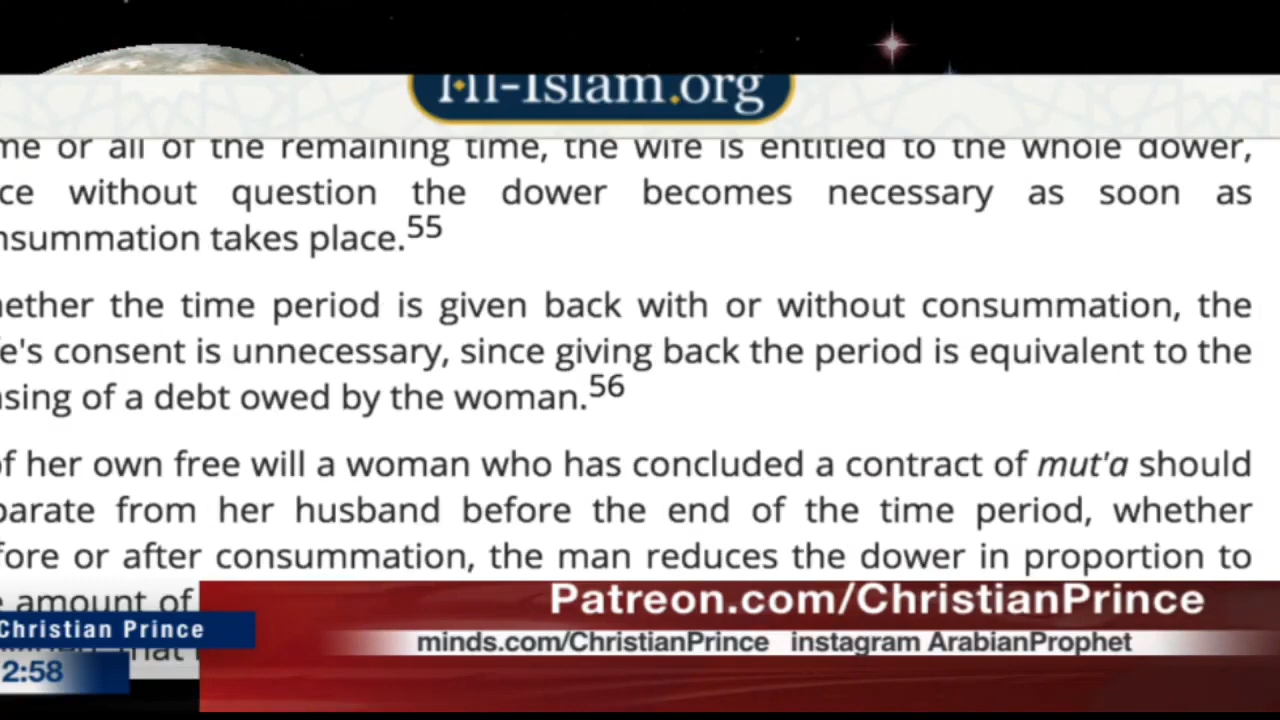 Al-Islam.org
me or all of the remaining time, the wife is entitled to the whole dower,
ce without question the dower becomes necessary as soon as
nsummation takes place.55
ether the time period is given back with or without consummation, the
e's consent is unnecessary, since giving back the period is equivalent to the
sing of a debt owed by the woman.56
f her own free will a woman who has concluded a contract of mut'a should
parate from her husband before the end of the time period, whether
fore or after consummation, the man reduces the dower in proportion to
amount of
that
Patreon.com/ChristianPrince
Christian Prince
minds.com/ChristianPrince instagram ArabianProphet
2:58